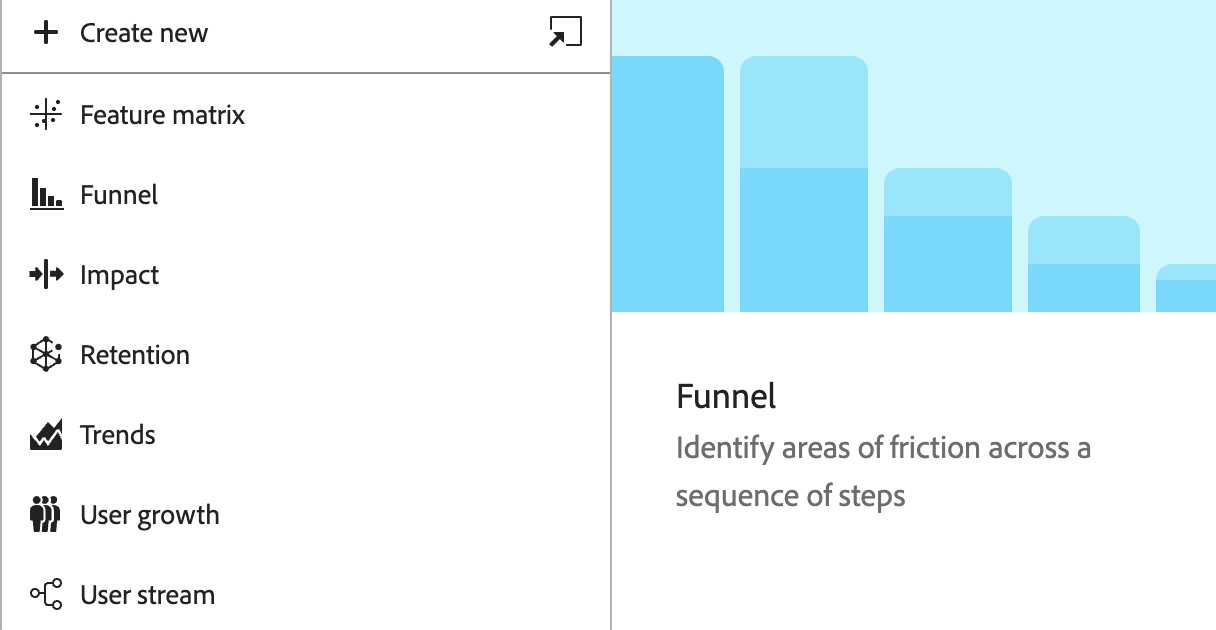 Create new
Feature matrix
Funnel
Impact
Retention
Trends
User growth
User stream
Funnel
Identify areas of friction across a
sequence of steps